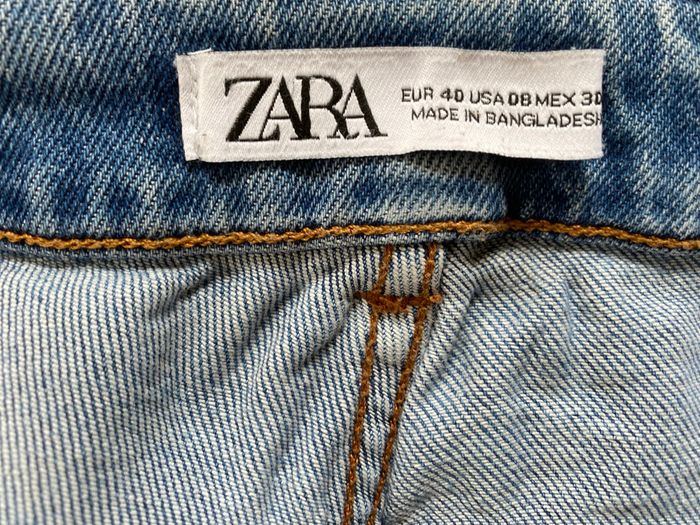 ZARA
EUR 40 USA 08 MEX 30
MADE IN BANGLADESH